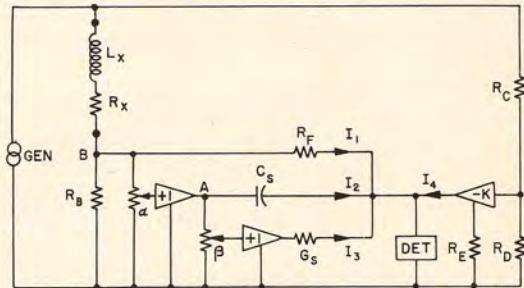 L_X
R_X
R_C
B
R_F
I_1
GEN
R_B
α
+1
A
C_S
I_2
I_4
-K
β
+1
G_S
I_3
DET
R_E
R_D